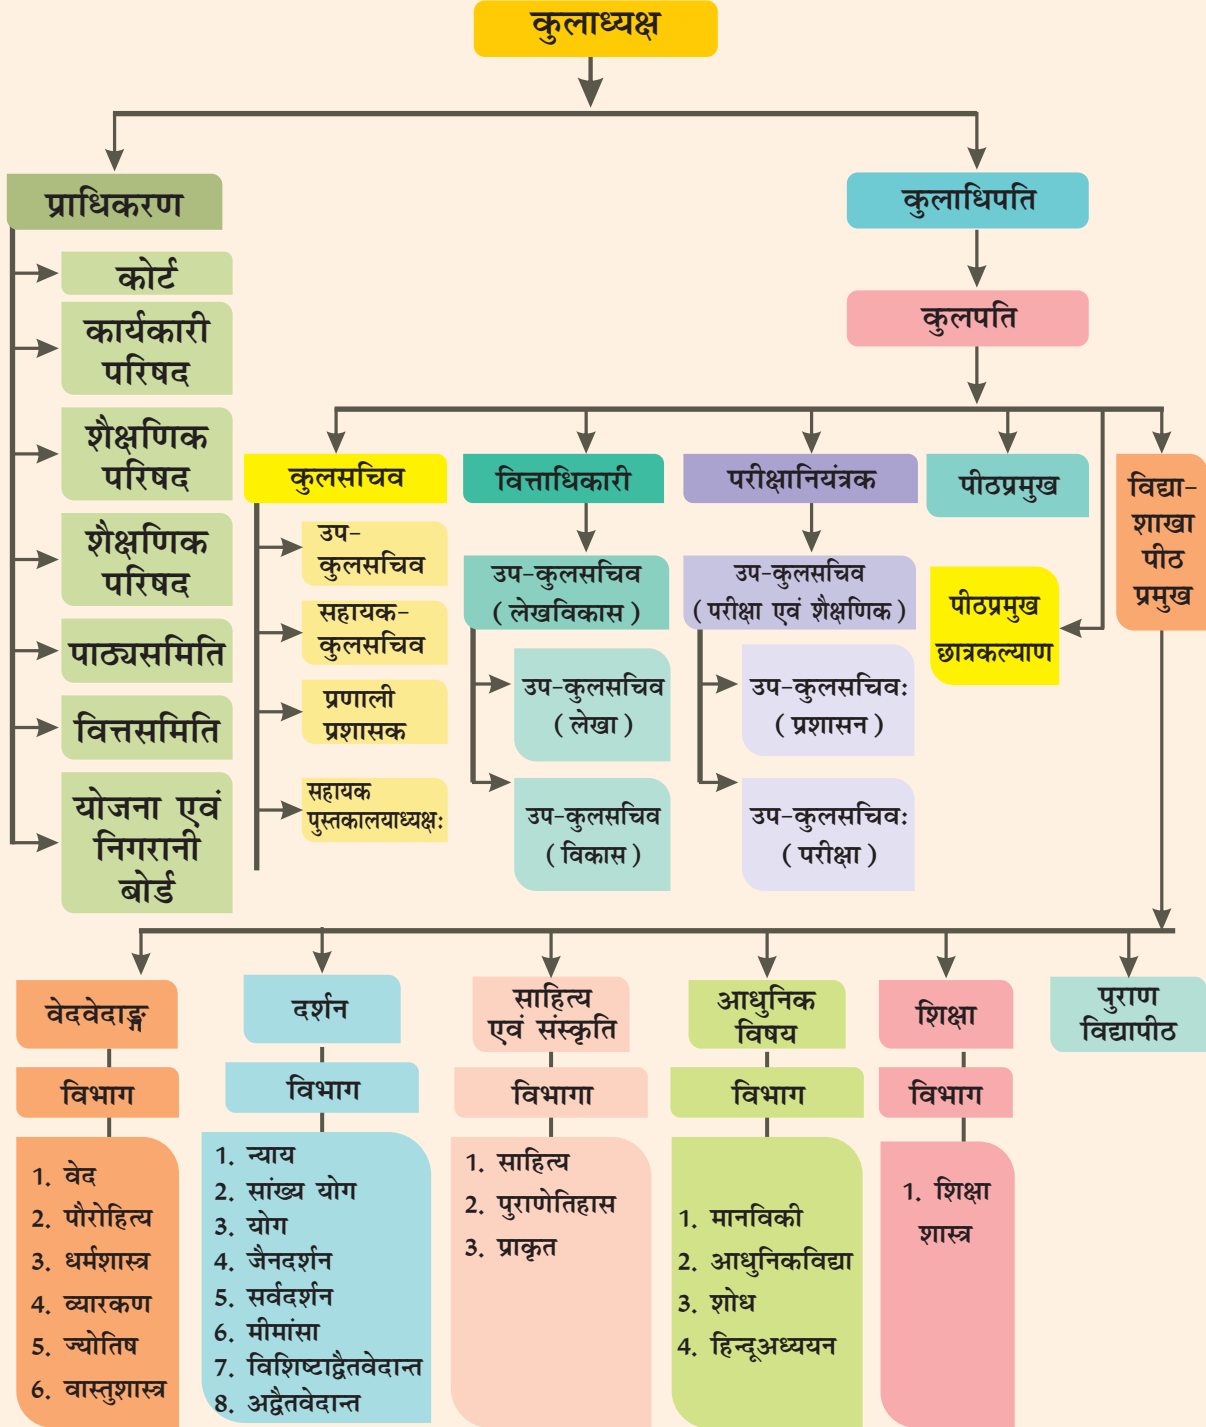 कुलाध्यक्ष
प्राधिकरण
कोर्ट
कार्यकारी
परिषद
शैक्षणिक
परिषद
शैक्षणिक
परिषद
पाठ्यसमिति
वित्तसमिति
योजना एवं
निगरानी
बोर्ड
कुलाधिपति
कुलपति
कुलसचिव
उप-
कुलसचिव
सहायक-
कुलसचिव
प्रणाली
प्रशासक
सहायक
पुस्तकालयाध्यक्षः
वित्ताधिकारी
उप-कुलसचिव
( लेखविकास )
उप-कुलसचिव
( लेखा )
उप-कुलसचिव
( विकास )
परीक्षानियंत्रक
उप-कुलसचिव
( परीक्षा एवं शैक्षणिक )
उप-कुलसचिवः
( प्रशासन )
उप-कुलसचिवः
( परीक्षा )
पीठप्रमुख
पीठप्रमुख
छात्रकल्याण
विद्या-
शाखा
पीठ
प्रमुख
वेदवेदाङ्ग
विभाग
1. वेद
2. पौरोहित्य
3. धर्मशास्त्र
4. व्यारकण
5. ज्योतिष
6. वास्तुशास्त्र
दर्शन
विभाग
1. न्याय
2. सांख्य योग
3. योग
4. जैनदर्शन
5. सर्वदर्शन
6. मीमांसा
7. विशिष्टाद्वैतवेदान्त
8. अद्वैतवेदान्त
साहित्य
एवं संस्कृति
विभागा
1. साहित्य
2. पुराणेतिहास
3. प्राकृत
आधुनिक
विषय
विभाग
1. मानविकी
2. आधुनिकविद्या
3. शोध
4. हिन्दूअध्ययन
शिक्षा
विभाग
1. शिक्षा
शास्त्र
पुराण
विद्यापीठ